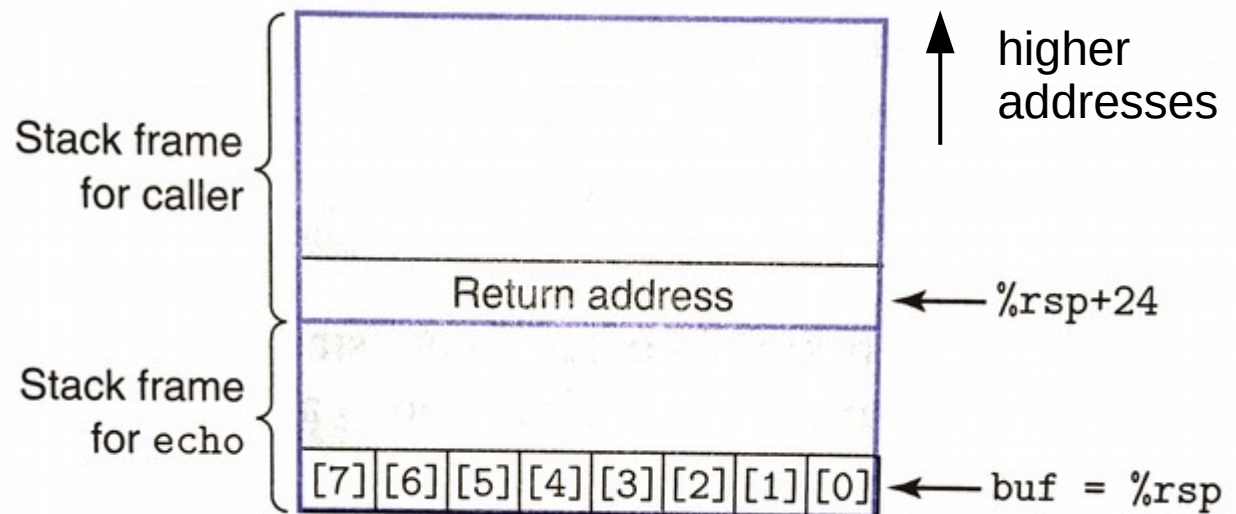 higher
addresses
Stack frame
for caller
Return address
%rsp+24
Stack frame
for echo
[7] [6] [5] [4] [3] [2] [1] [0]
buf = %rsp